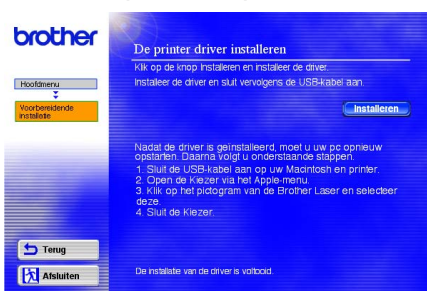 brother
De printer driver installeren
Klik op de knop Installeren en installeer de driver.
Installeer de driver en sluit vervolgens de USB-kabel aan.
Hoofdmenu
Voorbereidende
installatie
Installeren
Nadat de driver is geïnstalleerd, moet u uw pc opnieuw
opstarten. Daarna volgt u onderstaande stappen.
1. Sluit de USB-kabel aan op uw Macintosh en printer.
2. Open de Kiezer via het Apple-menu.
3. Klik op het pictogram van de Brother Laser en selecteer
deze.
4. Sluit de Kiezer.
Terug
Afsluiten
De installatie van de driver is voltooid.